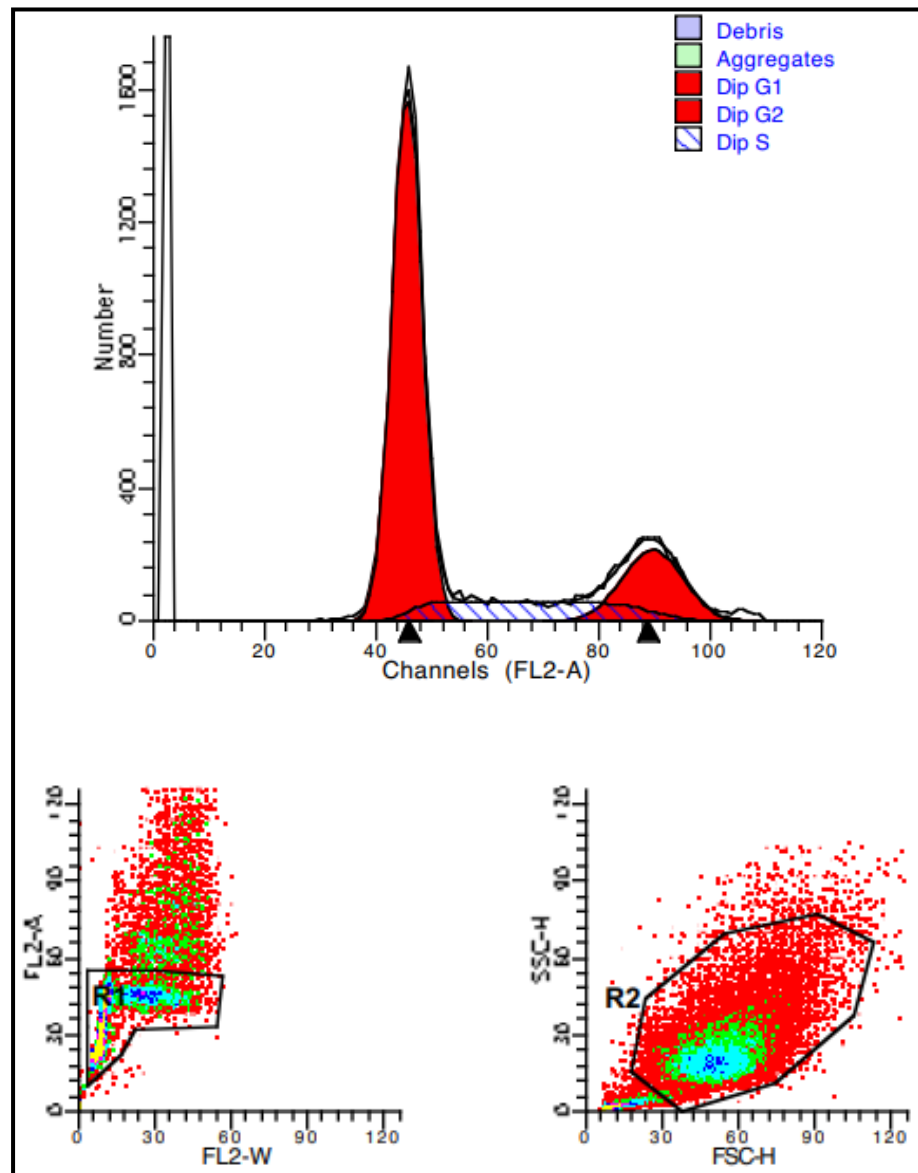 Debris
Aggregates
Dip G1
Dip G2
Dip S
Number
1600
1200
800
400
0
0 20 40 60 80 100 120
Channels (FL2-A)
FL2-A
120
90
60
30
0
R1
0 30 60 90 120
FL2-W
SSC-H
120
90
60
30
0
R2
0 30 60 90 120
FSC-H